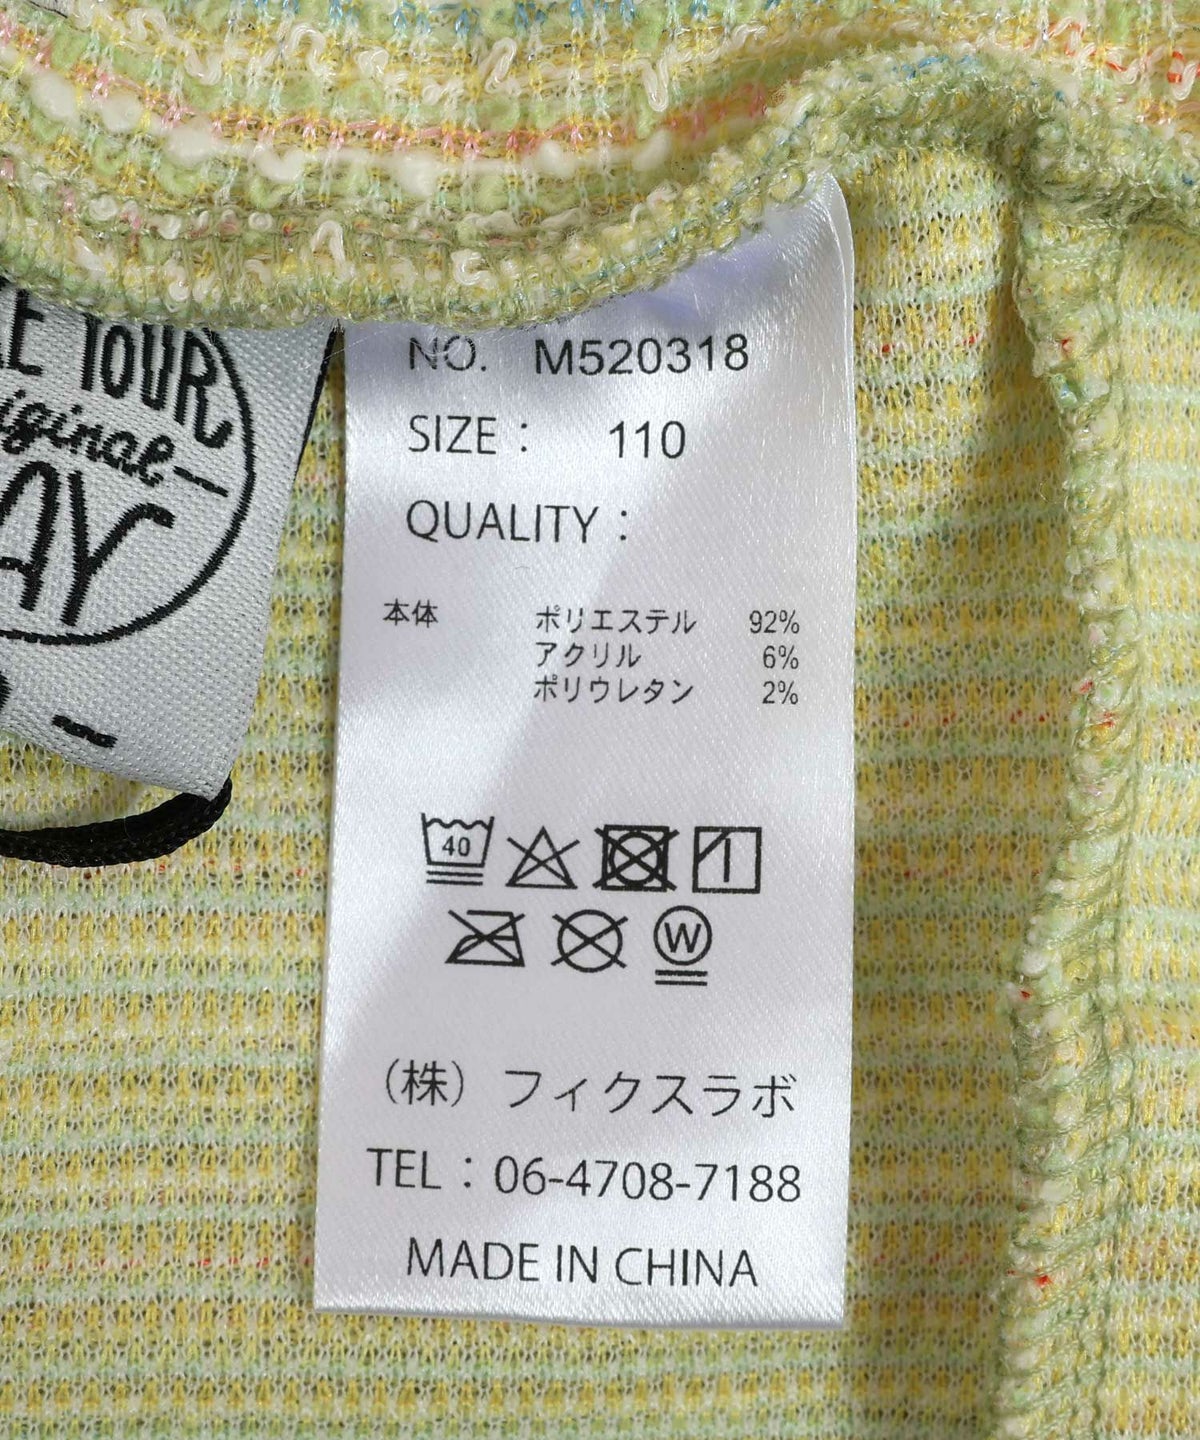 YOUR
NO. M520318
SIZE : 110
QUALITY :
本体 ポリエステル 92%
アクリル 6%
ポリウレタン 2%
40
W
(株) フィクスラボ
TEL : 06-4708-7188
MADE IN CHINA